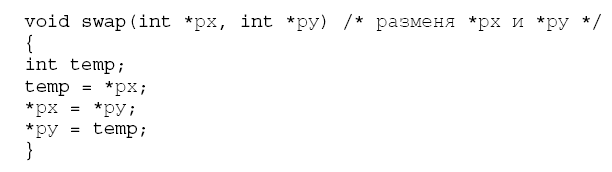 void swap(int *px, int *py) /* разменя *px и *py */
{
int temp;
temp = *px;
*px = *py;
*py = temp;
}